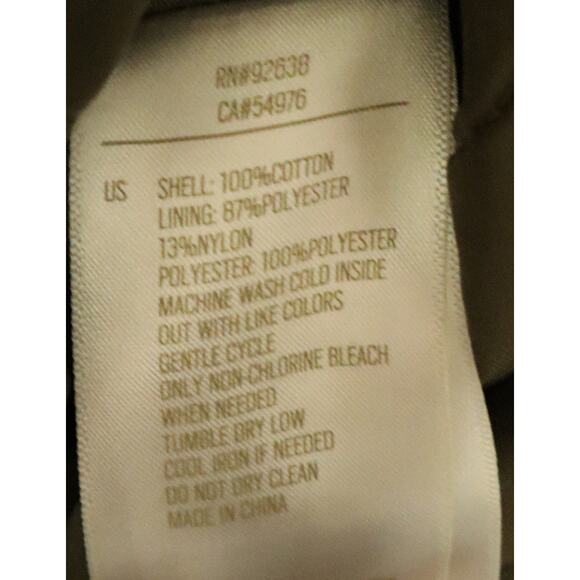 RN#92638
CA#54976
US SHELL: 100%COTTON
LINING: 87%POLYESTER
13%NYLON
POLYESTER: 100%POLYESTER
MACHINE WASH COLD INSIDE
OUT WITH LIKE COLORS
GENTLE CYCLE
ONLY NON-CHLORINE BLEACH
WHEN NEEDED
TUMBLE DRY LOW
COOL IRON IF NEEDED
DO NOT DRY CLEAN
MADE IN CHINA